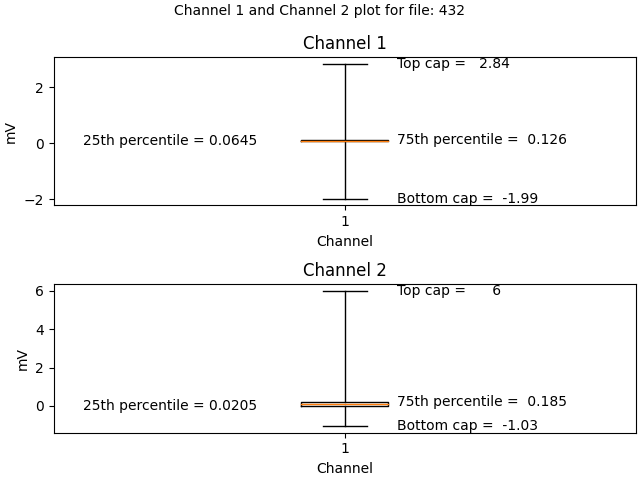 Channel 1 and Channel 2 plot for file: 432
Channel 1
Top cap = 2.84
2
mV
25th percentile = 0.0645
0
75th percentile = 0.126
−2
Bottom cap = -1.99
1
Channel
Channel 2
6
Top cap = 6
4
mV
2
25th percentile = 0.0205
0
75th percentile = 0.185
Bottom cap = -1.03
1
Channel